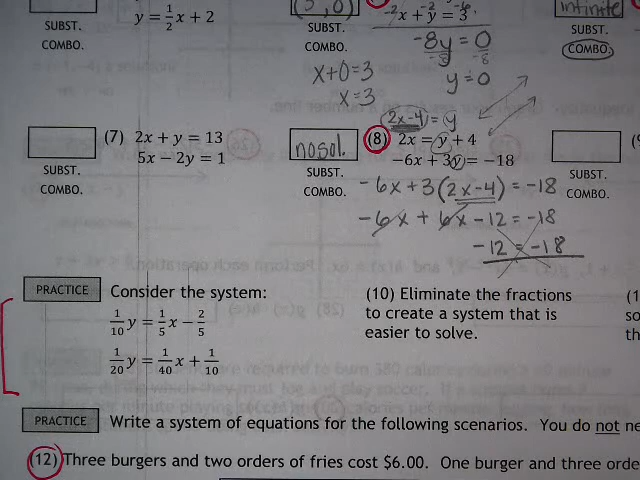 y = 1/2 x + 2
SUBST.
COMBO.
(3, 0)
SUBST.
COMBO.
-2x + y = 3
-8y = 0
-8 -8
y = 0
x+0=3
x=3
infinite
SUBST.
COMBO.
(7) 2x + y = 13
5x − 2y = 1
SUBST.
COMBO.
no sol.
SUBST.
COMBO.
(2x-4) = y
(8) 2x = y + 4
−6x + 3y = −18
-6x + 3(2x-4) = -18
-6x + 6x - 12 = -18
-12 = -18
SUBST.
COMBO.
PRACTICE Consider the system:
1/10 y = 1/5 x − 2/5
1/20 y = 1/40 x + 1/10
(10) Eliminate the fractions
to create a system that is
easier to solve.
PRACTICE Write a system of equations for the following scenarios. You do not
(12) Three burgers and two orders of fries cost $6.00. One burger and three